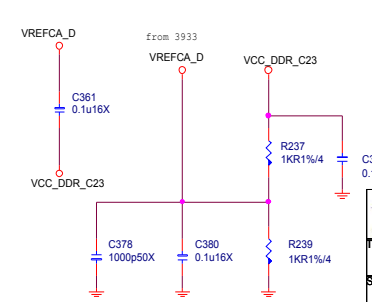 VREFCA_D
from 3933
VREFCA_D
VCC_DDR_C23
C361
0.1u16X
VCC_DDR_C23
R237
1KR1%/4
C378
1000p50X
C380
0.1u16X
R239
1KR1%/4